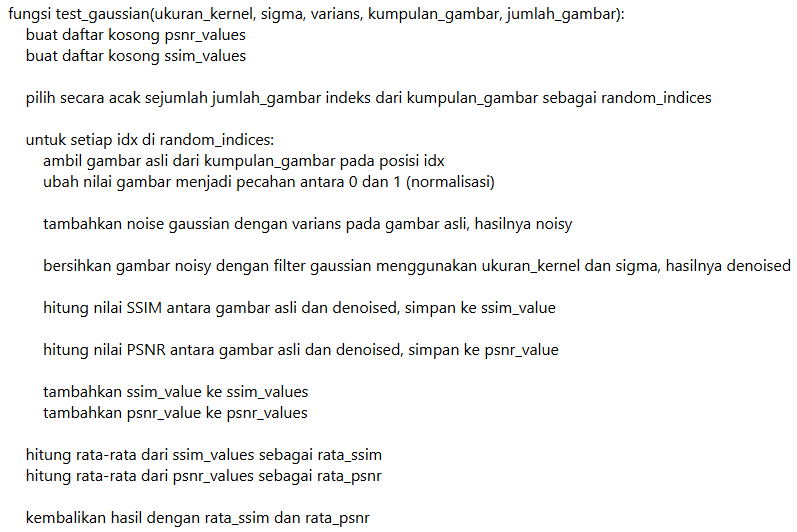 fungsi test_gaussian(ukuran_kernel, sigma, varians, kumpulan_gambar, jumlah_gambar):
buat daftar kosong psnr_values
buat daftar kosong ssim_values
pilih secara acak sejumlah jumlah_gambar indeks dari kumpulan_gambar sebagai random_indices
untuk setiap idx di random_indices:
ambil gambar asli dari kumpulan_gambar pada posisi idx
ubah nilai gambar menjadi pecahan antara 0 dan 1 (normalisasi)
tambahkan noise gaussian dengan varians pada gambar asli, hasilnya noisy
bersihkan gambar noisy dengan filter gaussian menggunakan ukuran_kernel dan sigma, hasilnya denoised
hitung nilai SSIM antara gambar asli dan denoised, simpan ke ssim_value
hitung nilai PSNR antara gambar asli dan denoised, simpan ke psnr_value
tambahkan ssim_value ke ssim_values
tambahkan psnr_value ke psnr_values
hitung rata-rata dari ssim_values sebagai rata_ssim
hitung rata-rata dari psnr_values sebagai rata_psnr
kembalikan hasil dengan rata_ssim dan rata_psnr